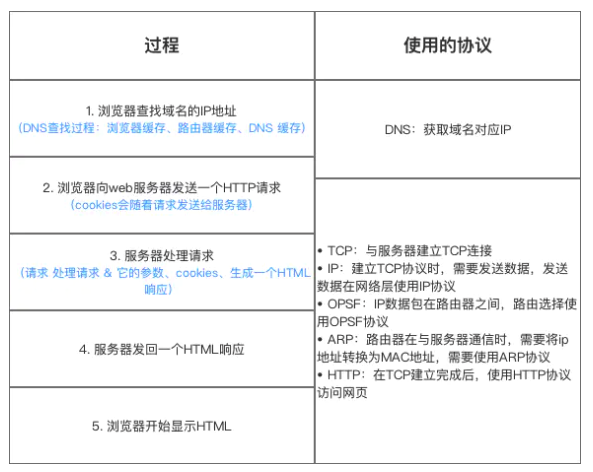 过程
使用的协议
1. 浏览器查找域名的IP地址
（DNS查找过程：浏览器缓存、路由器缓存、DNS 缓存）
DNS：获取域名对应IP
2. 浏览器向web服务器发送一个HTTP请求
（cookies会随着请求发送给服务器）
3. 服务器处理请求
（请求 处理请求 & 它的参数、cookies、生成一个HTML
响应）
4. 服务器发回一个HTML响应
5. 浏览器开始显示HTML
• TCP：与服务器建立TCP连接
• IP：建立TCP协议时，需要发送数据，发送
数据在网络层使用IP协议
• OPSF：IP数据包在路由器之间，路由选择使
用OPSF协议
• ARP：路由器在与服务器通信时，需要将ip
地址转换为MAC地址，需要使用ARP协议
• HTTP：在TCP建立完成后，使用HTTP协议
访问网页